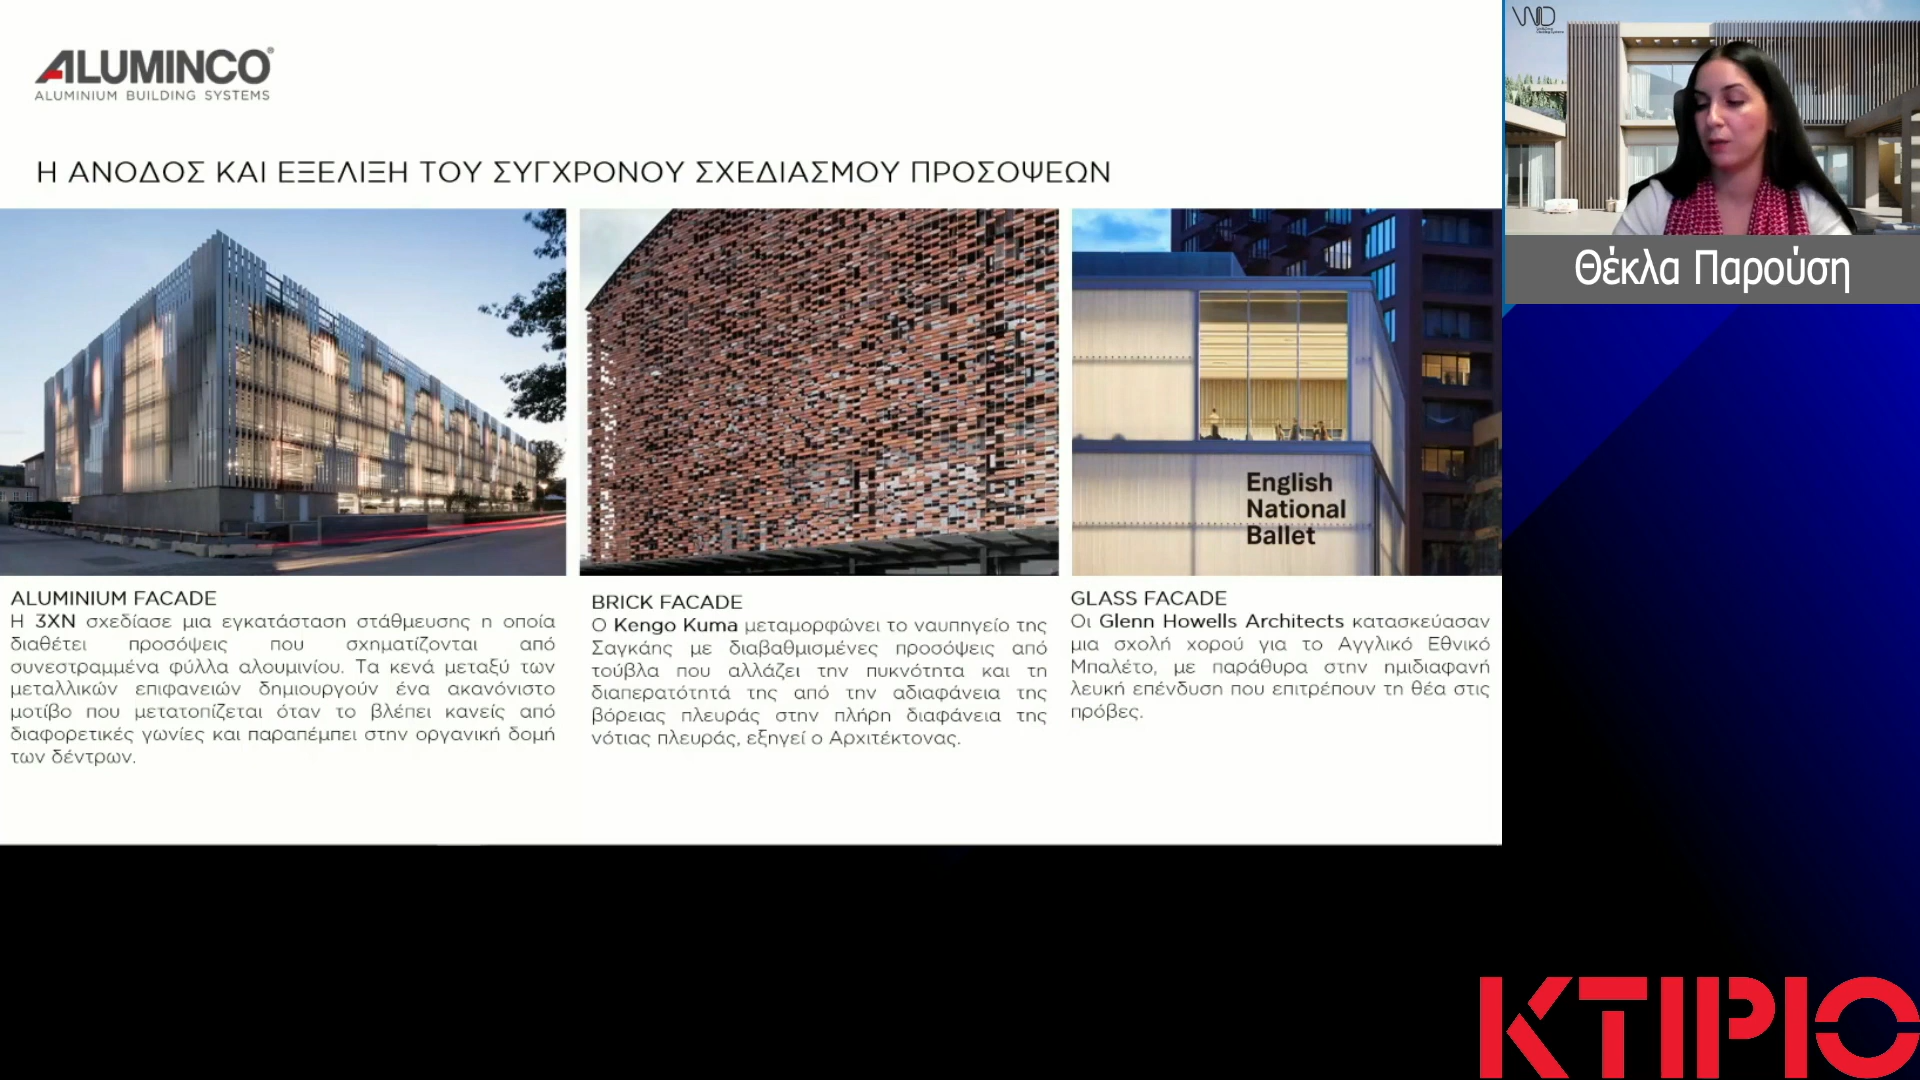 ALUMINCO®
ALUMINIUM BUILDING SYSTEMS
Η ΑΝΟΔΟΣ ΚΑΙ ΕΞΕΛΙΞΗ ΤΟΥ ΣΥΓΧΡΟΝΟΥ ΣΧΕΔΙΑΣΜΟΥ ΠΡΟΣΟΨΕΩΝ
English
National
Ballet
ALUMINIUM FACADE
Η 3XN σχεδίασε μια εγκατάσταση στάθμευσης η οποία
διαθέτει προσόψεις που σχηματίζονται από
συνεστραμμένα φύλλα αλουμινίου. Τα κενά μεταξύ των
μεταλλικών επιφανειών δημιουργούν ένα ακανόνιστο
μοτίβο που μετατοπίζεται όταν το βλέπει κανείς από
διαφορετικές γωνίες και παραπέμπει στην οργανική δομή
των δέντρων.
BRICK FACADE
Ο Kengo Kuma μεταμορφώνει το ναυπηγείο της
Σαγκάης με διαβαθμισμένες προσόψεις από
τούβλα που αλλάζει την πυκνότητα και τη
διαπερατότητά της από την αδιαφάνεια της
βόρειας πλευράς στην πλήρη διαφάνεια της
νότιας πλευράς, εξηγεί ο Αρχιτέκτονας.
GLASS FACADE
Οι Glenn Howells Architects κατασκεύασαν
μια σχολή χορού για το Αγγλικό Εθνικό
Μπαλέτο, με παράθυρα στην ημιδιαφανή
λευκή επένδυση που επιτρέπουν τη θέα στις
πρόβες.
Θέκλα Παρούση
ΚΤΙΡΙΟ